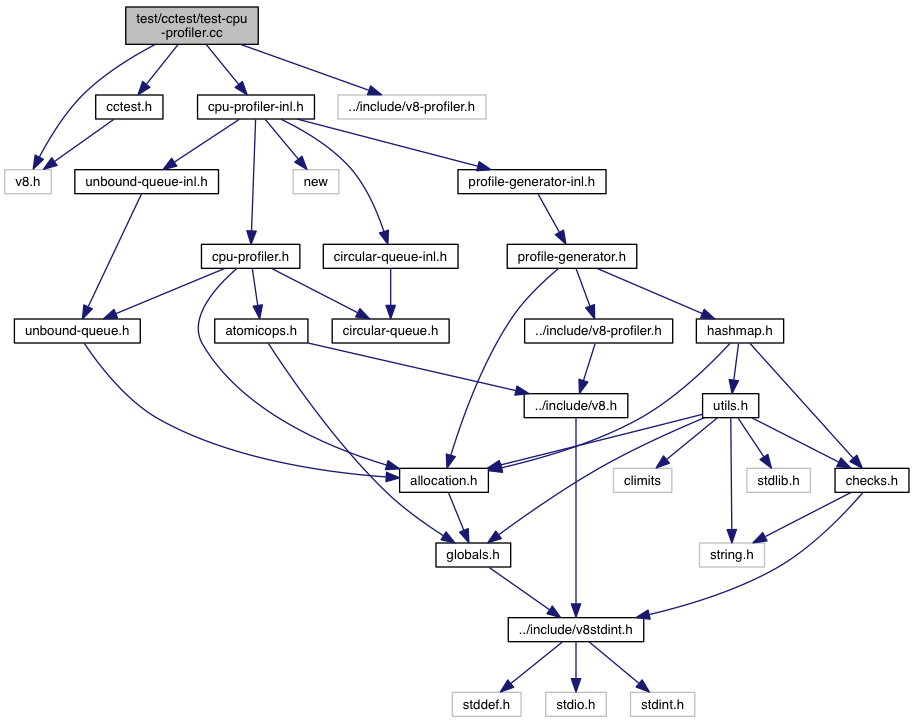 test/cctest/test-cpu
-profiler.cc
cctest.h
cpu-profiler-inl.h
../include/v8-profiler.h
v8.h
unbound-queue-inl.h
new
profile-generator-inl.h
cpu-profiler.h
circular-queue-inl.h
profile-generator.h
unbound-queue.h
atomicops.h
circular-queue.h
../include/v8-profiler.h
hashmap.h
../include/v8.h
utils.h
allocation.h
climits
stdlib.h
checks.h
globals.h
string.h
../include/v8stdint.h
stddef.h
stdio.h
stdint.h